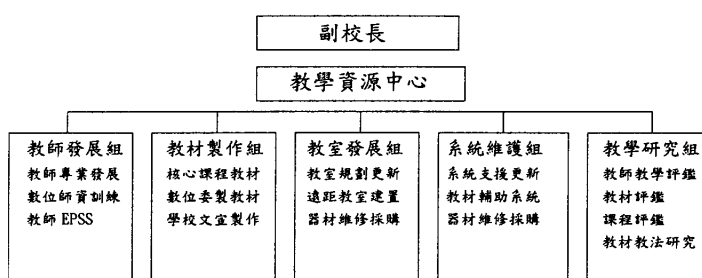 副校長
教學資源中心
教師發展組
教師專業發展
數位師資訓練
教師 EPSS
教材製作組
核心課程教材
數位委製教材
學校文宣製作
教室發展組
教室規劃更新
遠距教室建置
器材維修採購
系統維護組
系統支援更新
教材輔助系統
器材維修採購
教學研究組
教師教學評鑑
教材評鑑
課程評鑑
教材教法研究